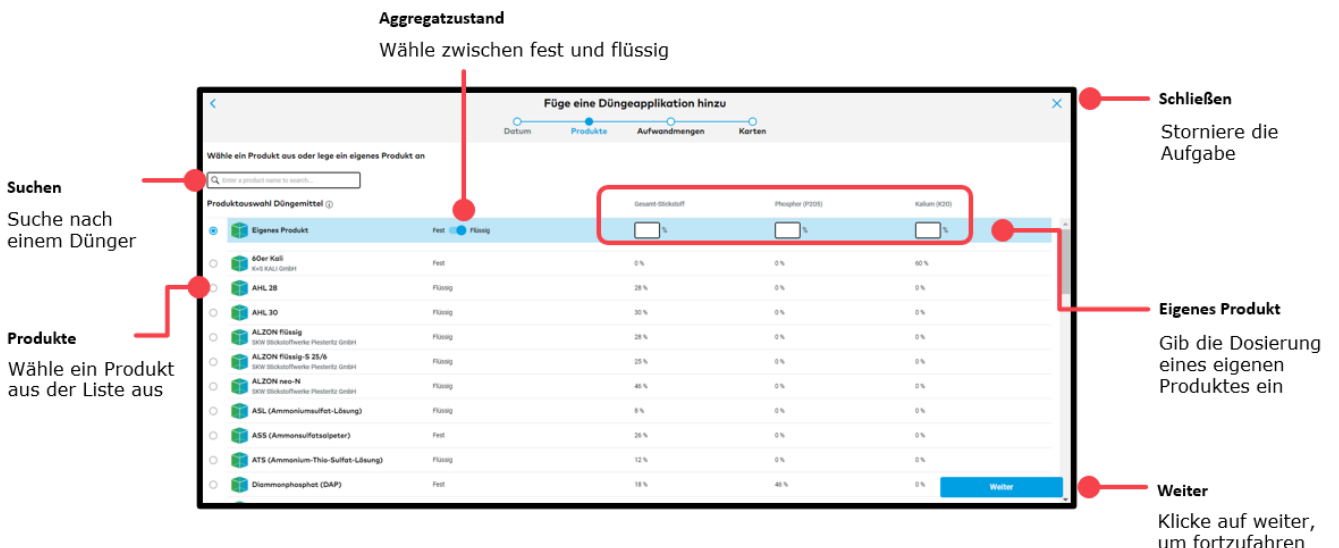 Aggregatzustand
Wähle zwischen fest und flüssig
Füge eine Düngeapplikation hinzu
Datum Produkte Aufwandmengen Karten
Schließen
Storniere die
Aufgabe
Wähle ein Produkt aus oder lege ein eigenes Produkt an
Enter a product name to search...
Suchen
Suche nach
einem Dünger
Produktauswahl Düngemittel Gesamt-Stickstoff Phosphor (P2O5) Kalium (K2O)
Eigenes Produkt Fest Flüssig % % %
60er Kali Fest 0 % 0 % 60 %
K+S KALI GmbH
AHL 28 Flüssig 28 % 0 % 0 %
AHL 30 Flüssig 30 % 0 % 0 %
ALZON flüssig Flüssig 28 % 0 % 0 %
SKW Stickstoffwerke Piesteritz GmbH
ALZON flüssig-S 25/6 Flüssig 25 % 0 % 0 %
SKW Stickstoffwerke Piesteritz GmbH
ALZON neo-N Flüssig 46 % 0 % 0 %
SKW Stickstoffwerke Piesteritz GmbH
ASL (Ammoniumsulfat-Lösung) Flüssig 8 % 0 % 0 %
ASS (Ammonsulfatsalpeter) Fest 26 % 0 % 0 %
ATS (Ammonium-Thio-Sulfat-Lösung) Flüssig 12 % 0 % 0 %
Diammonphosphat (DAP) Fest 18 % 46 % 0 %
Weiter
Produkte
Wähle ein Produkt
aus der Liste aus
Eigenes Produkt
Gib die Dosierung
eines eigenen
Produktes ein
Weiter
Klicke auf weiter,
um fortzufahren